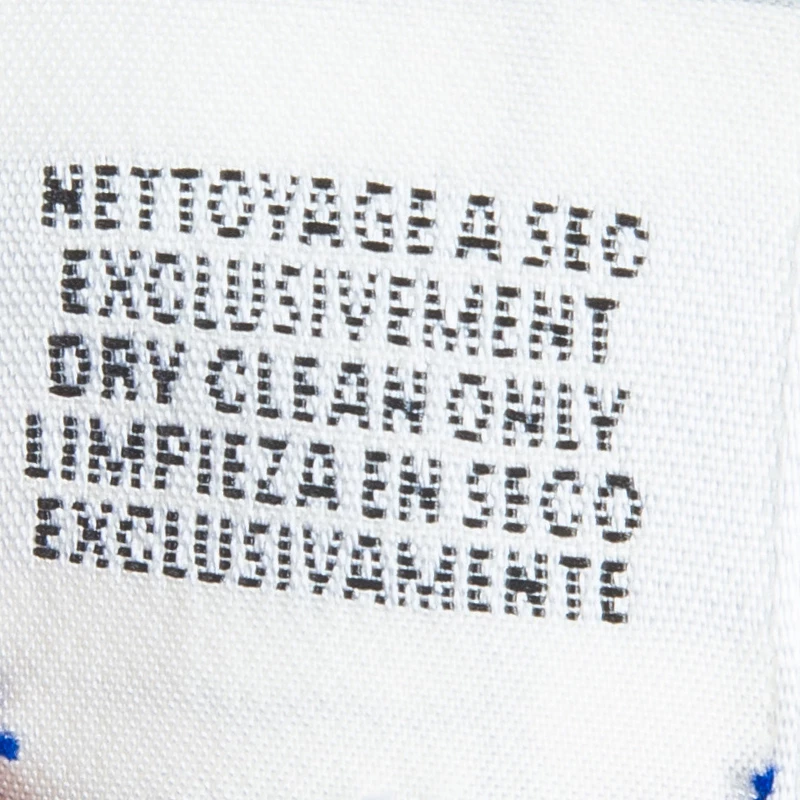 NETTOYAGE A SEC
EXCLUSIVEMENT
DRY CLEAN ONLY
LIMPIEZA EN SECO
EXCLUSIVAMENTE